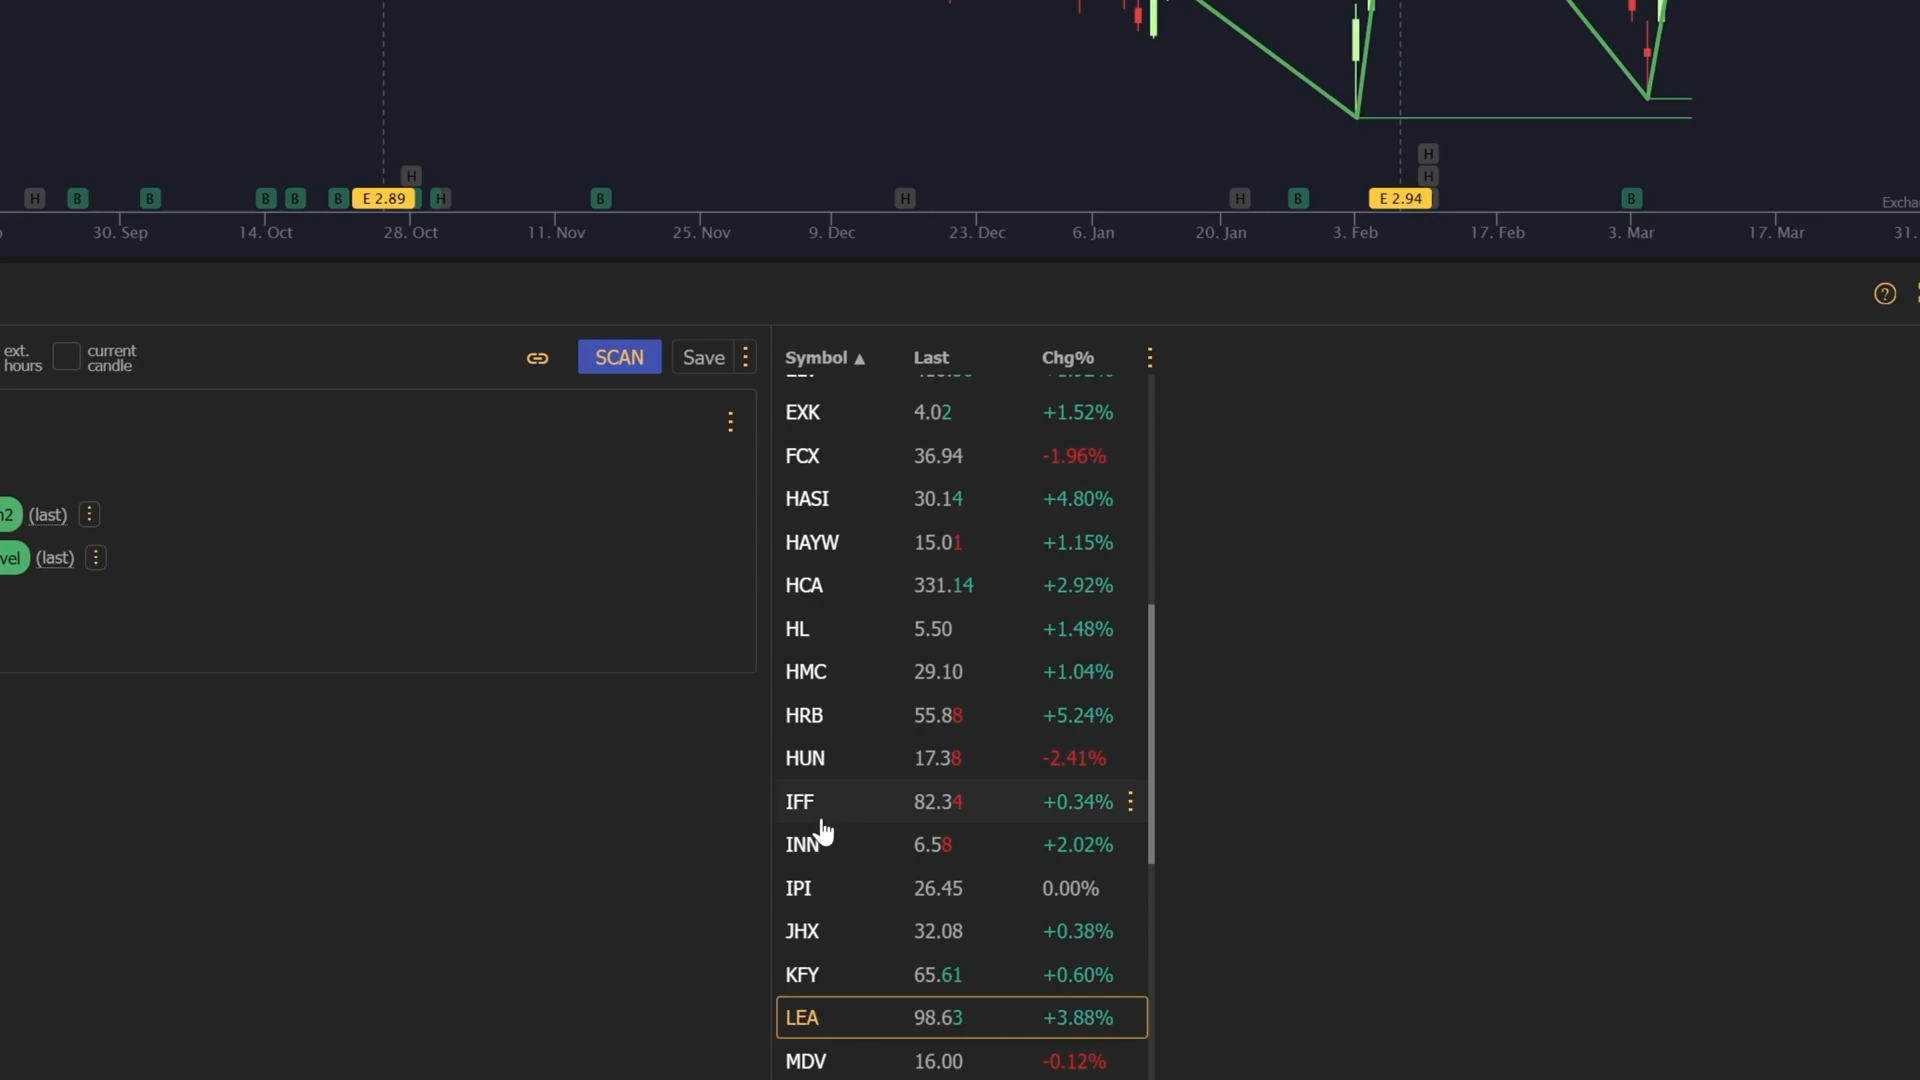 H
H H
H B B B B B E 2.89 H B H H B E 2.94 B Excha
30. Sep 14. Oct 28. Oct 11. Nov 25. Nov 9. Dec 23. Dec 6. Jan 20. Jan 3. Feb 17. Feb 3. Mar 17. Mar 31.
?
ext. hours current candle SCAN Save
Symbol ▲ Last Chg%
EXK 4.02 +1.52%
FCX 36.94 -1.96%
HASI 30.14 +4.80%
n2 (last)
HAYW 15.01 +1.15%
vel (last)
HCA 331.14 +2.92%
HL 5.50 +1.48%
HMC 29.10 +1.04%
HRB 55.88 +5.24%
HUN 17.38 -2.41%
IFF 82.34 +0.34%
INN 6.58 +2.02%
IPI 26.45 0.00%
JHX 32.08 +0.38%
KFY 65.61 +0.60%
LEA 98.63 +3.88%
MDV 16.00 -0.12%